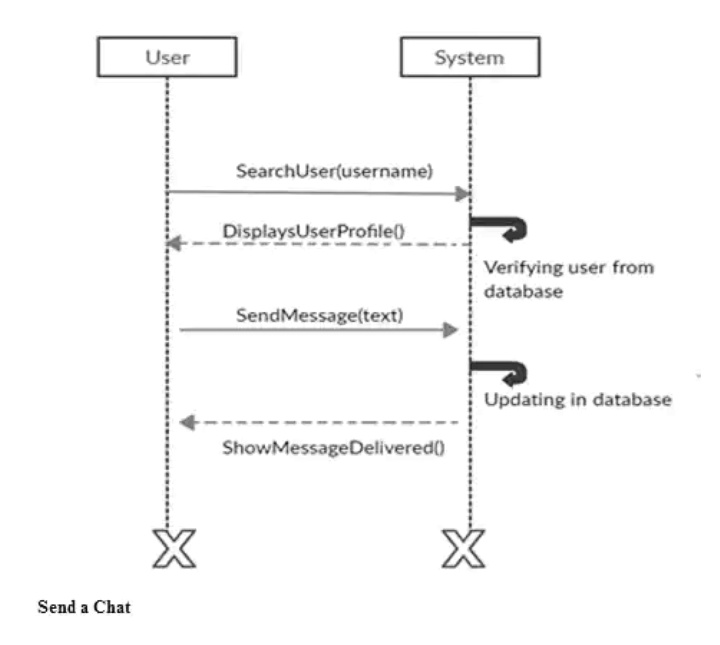 User
System
SearchUser(username)
DisplaysUserProfile()
Verifying user from
database
SendMessage(text)
Updating in database
ShowMessageDelivered()
Send a Chat